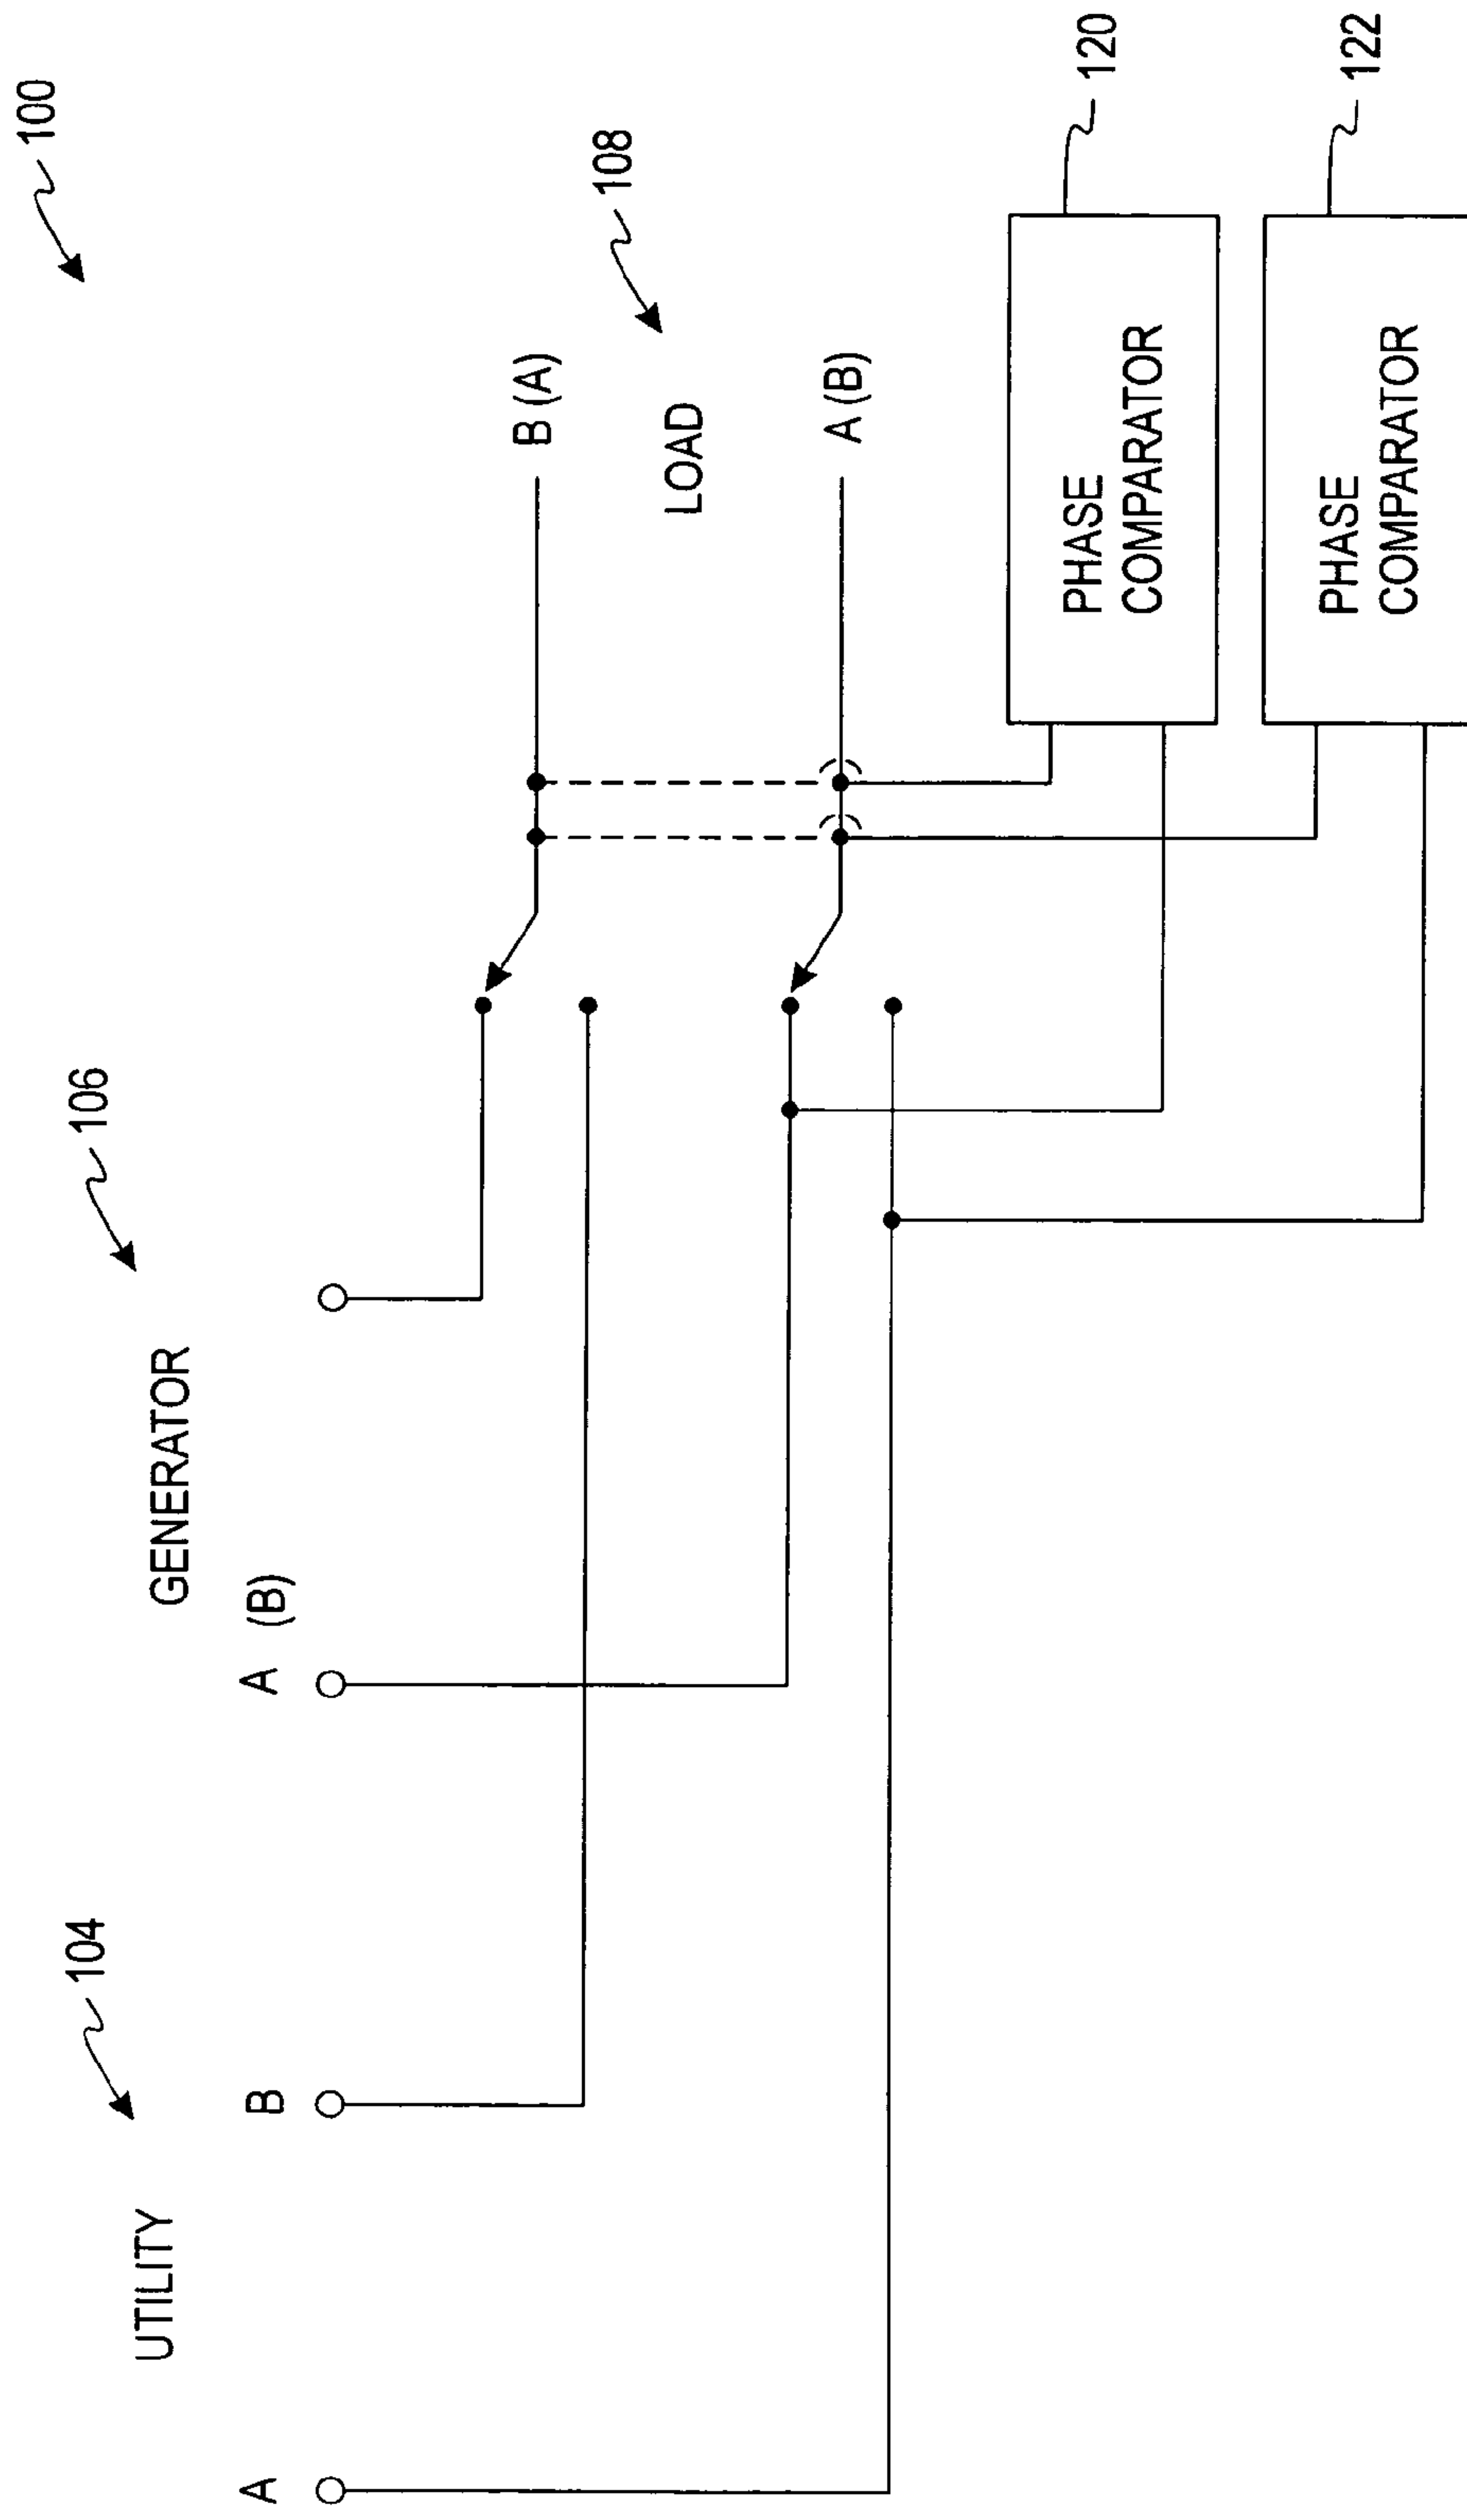 100
UTILITY
104
GENERATOR
106
A
B
A (B)
B (A)
108
LOAD
A (B)
PHASE
COMPARATOR
120
PHASE
COMPARATOR
122